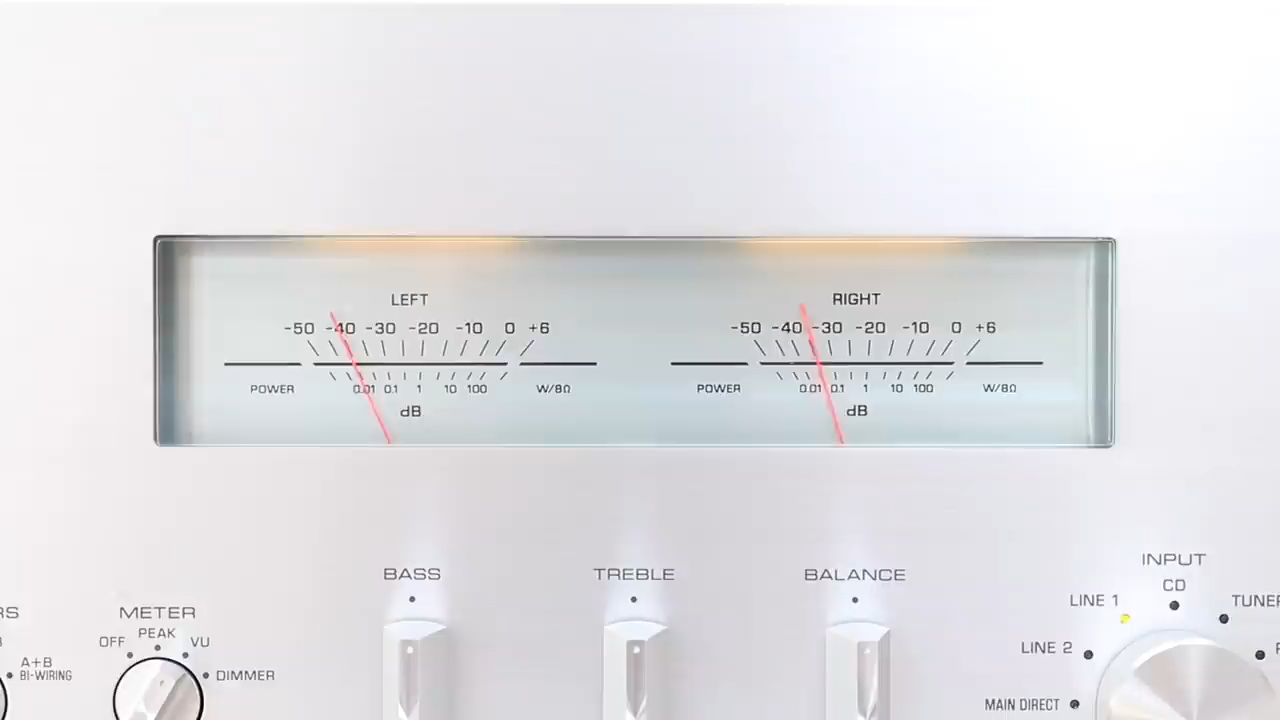 LEFT
-50 -40 -30 -20 -10 0 +6
POWER 0.01 0.1 1 10 100 W/8Ω
dB
RIGHT
-50 -40 -30 -20 -10 0 +6
POWER 0.01 0.1 1 10 100 W/8Ω
dB
BASS
TREBLE
BALANCE
METER
OFF PEAK VU
DIMMER
A+B
BI-WIRING
INPUT
CD
LINE 1
LINE 2
MAIN DIRECT